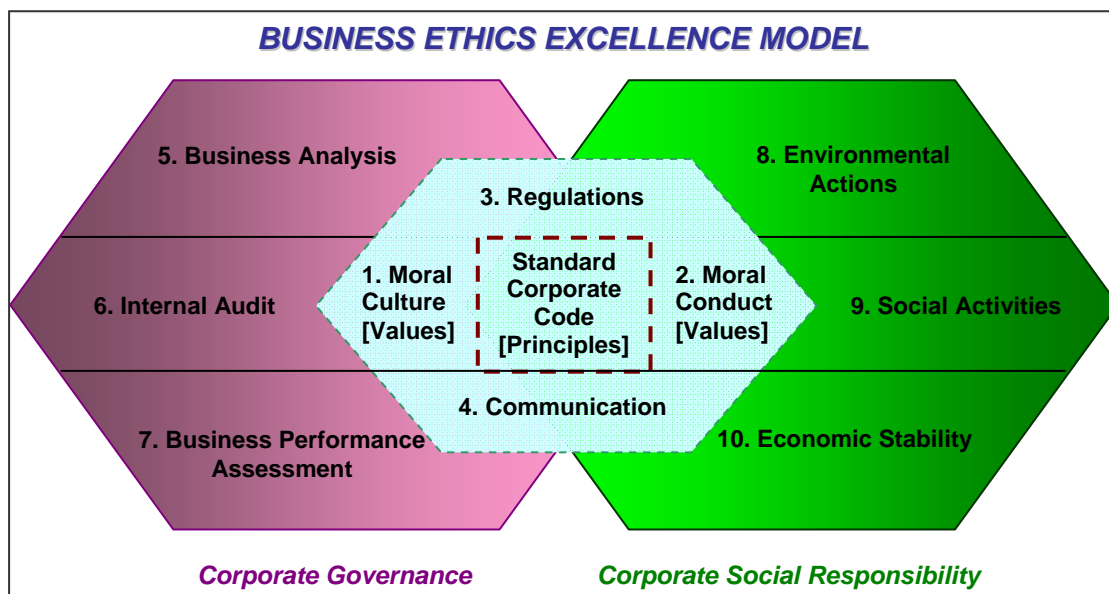 BUSINESS ETHICS EXCELLENCE MODEL
5. Business Analysis
8. Environmental
Actions
3. Regulations
6. Internal Audit
1. Moral
Culture
[Values]
Standard
Corporate
Code
[Principles]
2. Moral
Conduct
[Values]
9. Social Activities
4. Communication
7. Business Performance
Assessment
10. Economic Stability
Corporate Governance
Corporate Social Responsibility